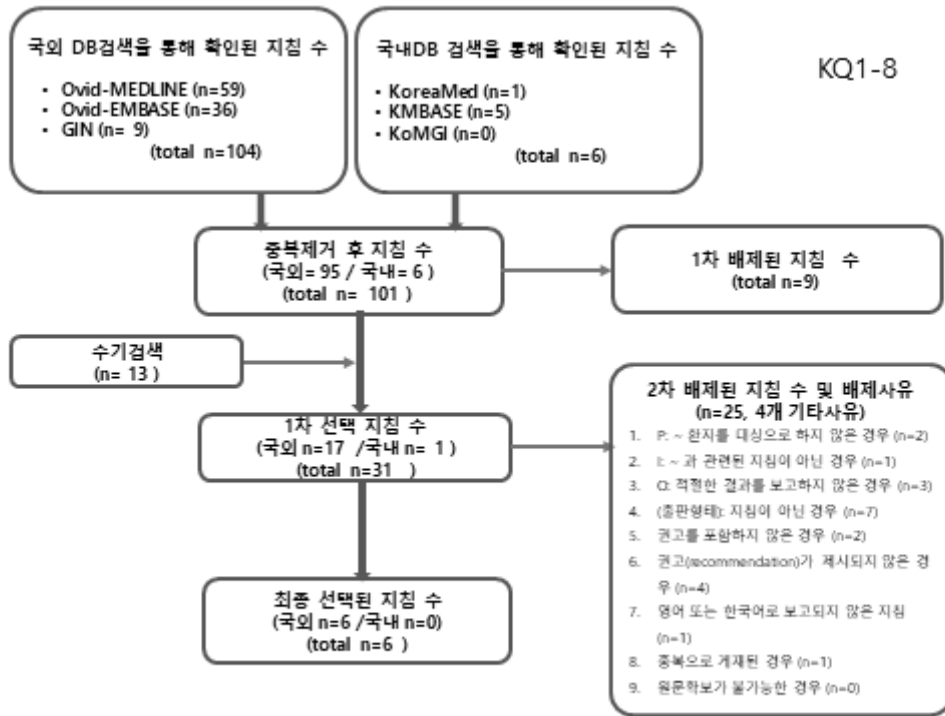 국외 DB검색을 통해 확인된 지침 수
• Ovid-MEDLINE (n=59)
• Ovid-EMBASE (n=36)
• GIN (n= 9)
(total n=104)
국내DB 검색을 통해 확인된 지침 수
• KoreaMed (n=1)
• KMBASE (n=5)
• KoMGI (n=0)
(total n=6)
KQ1-8
중복제거 후 지침 수
(국외= 95 / 국내= 6 )
(total n= 101 )
1차 배제된 지침 수
(total n=9)
수기검색
(n= 13 )
1차 선택 지침 수
(국외 n=17 /국내 n= 1 )
(total n=31 )
2차 배제된 지침 수 및 배제사유
(n=25, 4개 기타사유)
1. P: ~ 환자를 대상으로 하지 않은 경우 (n=2)
2. I: ~ 과 관련된 지침이 아닌 경우 (n=1)
3. O: 적절한 결과를 보고하지 않은 경우 (n=3)
4. (출판형태): 지침이 아닌 경우 (n=7)
5. 권고를 포함하지 않은 경우 (n=2)
6. 권고(recommendation)가 제시되지 않은 경
우 (n=4)
7. 영어 또는 한국어로 보고되지 않은 지침
(n=1)
8. 중복으로 게재된 경우 (n=1)
9. 원문확보가 불가능한 경우 (n=0)
최종 선택된 지침 수
(국외 n=6 /국내 n=0)
(total n=6 )